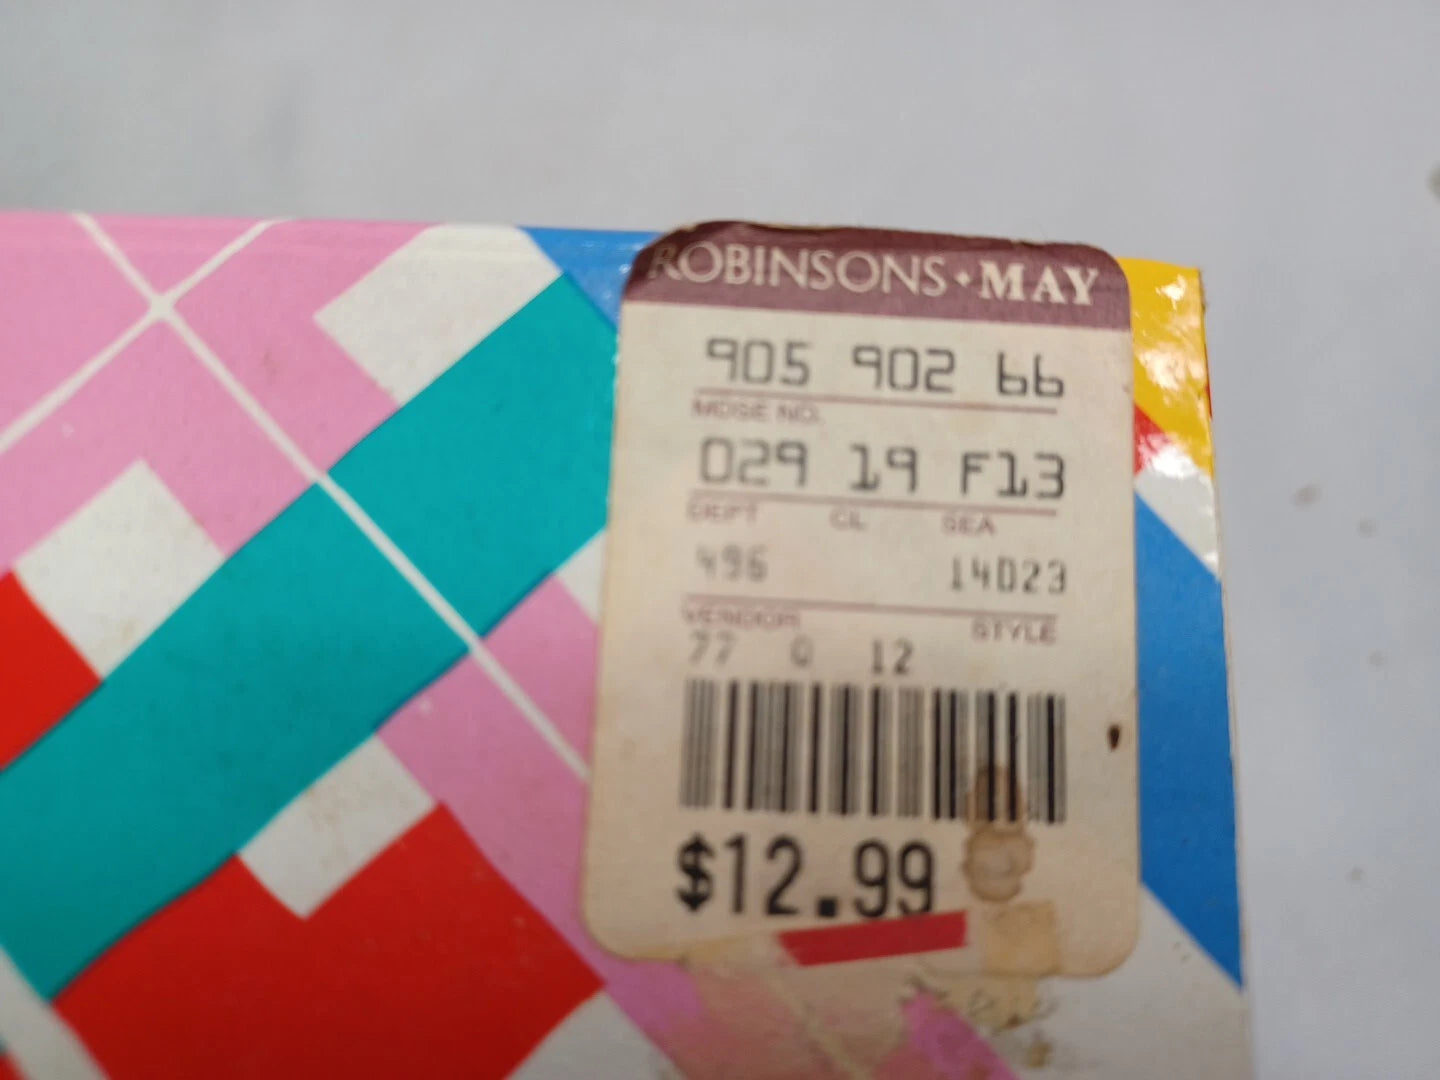 ROBINSONS·MAY
905 902 66
MDSE NO.
029 19 F13
DEPT CL SEA
496 14023
VENDOR STYLE
77 0 12
$12.99